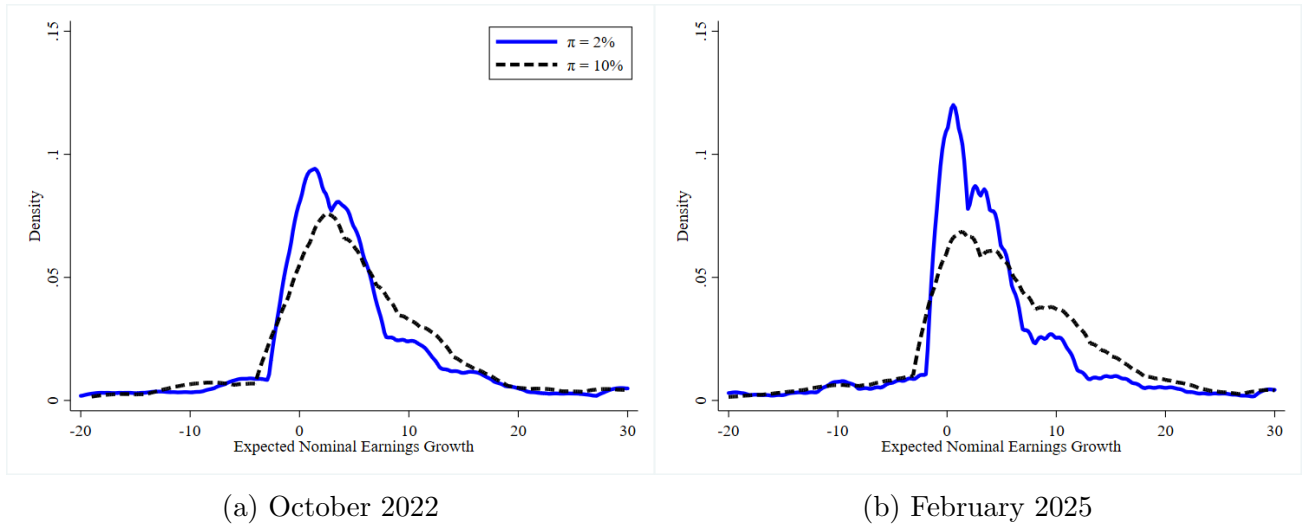 .15
.1
.05
0
Density
-20
-10
0
10
20
30
Expected Nominal Earnings Growth
π = 2%
π = 10%
(a) October 2022
.15
.1
.05
0
Density
-20
-10
0
10
20
30
Expected Nominal Earnings Growth
(b) February 2025